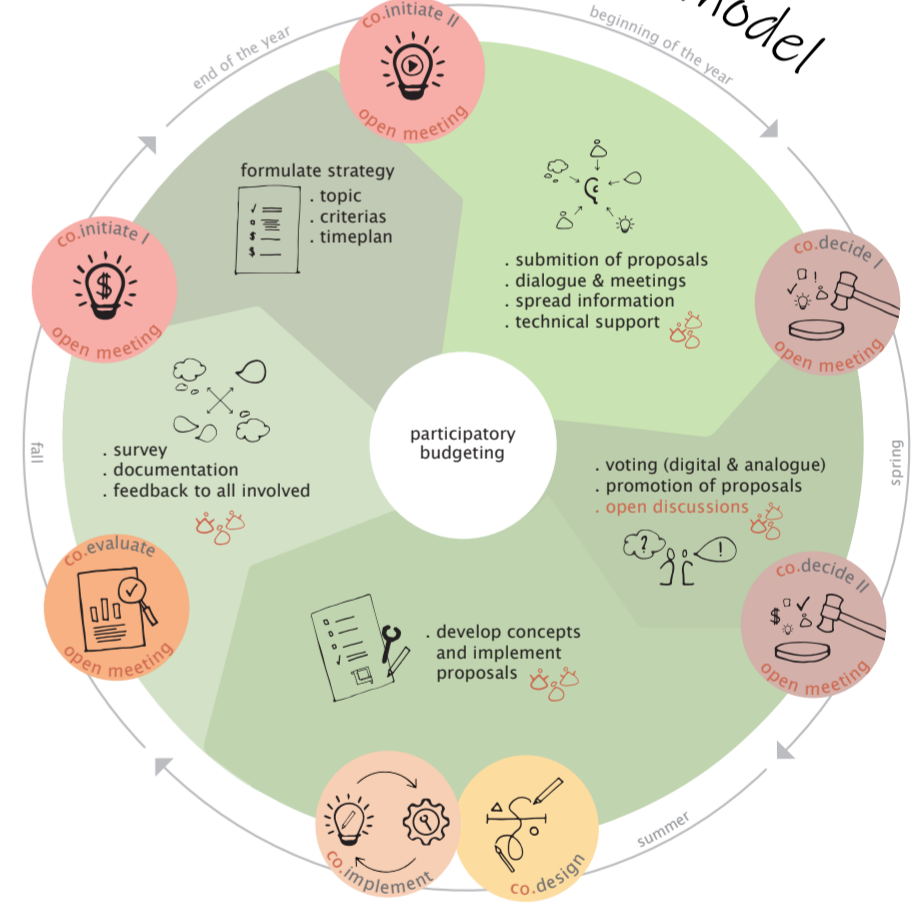 model
co.initiate II
open meeting
end of the year
beginning of the year
formulate strategy
. topic
. criterias
. timeplan
co.initiate I
open meeting
. submition of proposals
. dialogue & meetings
. spread information
. technical support
co.decide I
open meeting
participatory
budgeting
fall
spring
. survey
. documentation
. feedback to all involved
. voting (digital & analogue)
. promotion of proposals
. open discussions
? !
co.evaluate
open meeting
co.decide II
open meeting
. develop concepts
and implement
proposals
co.implement
co.design
summer